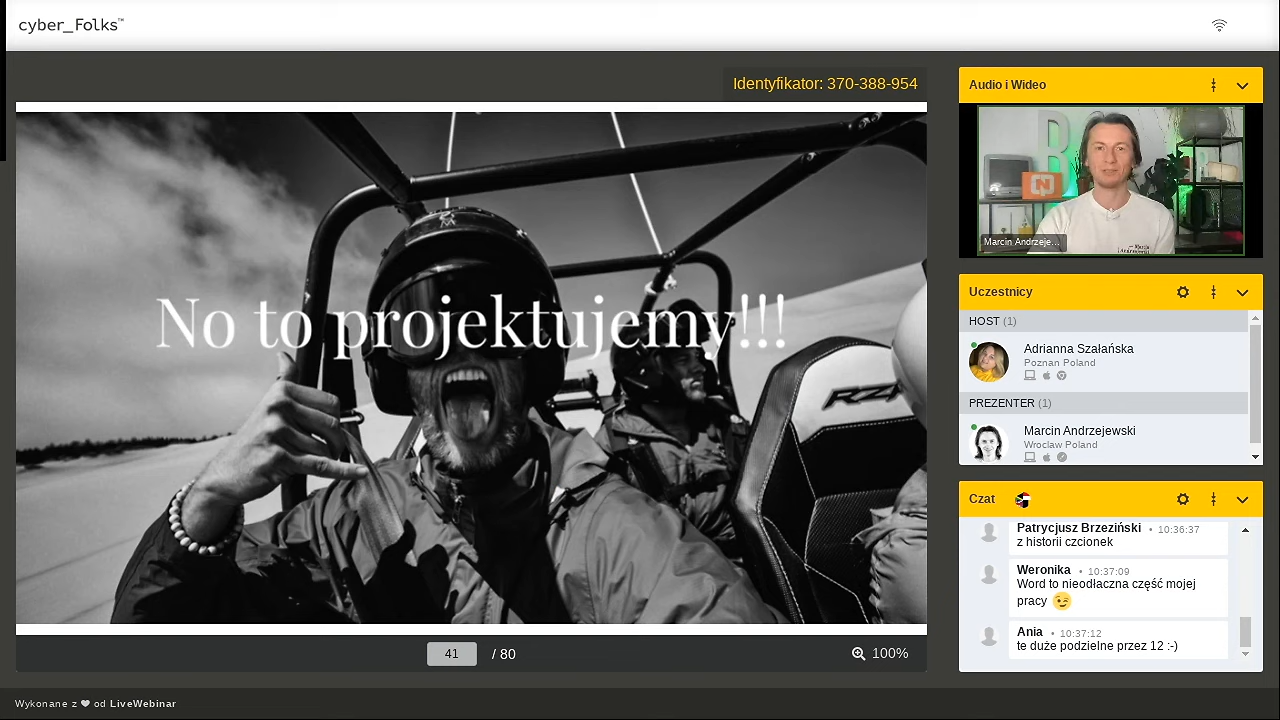 cyber_Folks™
Identyfikator: 370-388-954
No to projektujemy!!!
41 / 80
100%
Audio i Wideo
Marcin Andrzeje...
Uczestnicy
HOST (1)
Adrianna Szałańska
Poznan Poland
PREZENTER (1)
Marcin Andrzejewski
Wroclaw Poland
Czat
Patrycjusz Brzeziński • 10:36:37
z historii czcionek
Weronika • 10:37:09
Word to nieodłaczna część mojej
pracy 😉
Ania • 10:37:12
te duże podzielne przez 12 :-)
Wykonane z ♥ od LiveWebinar